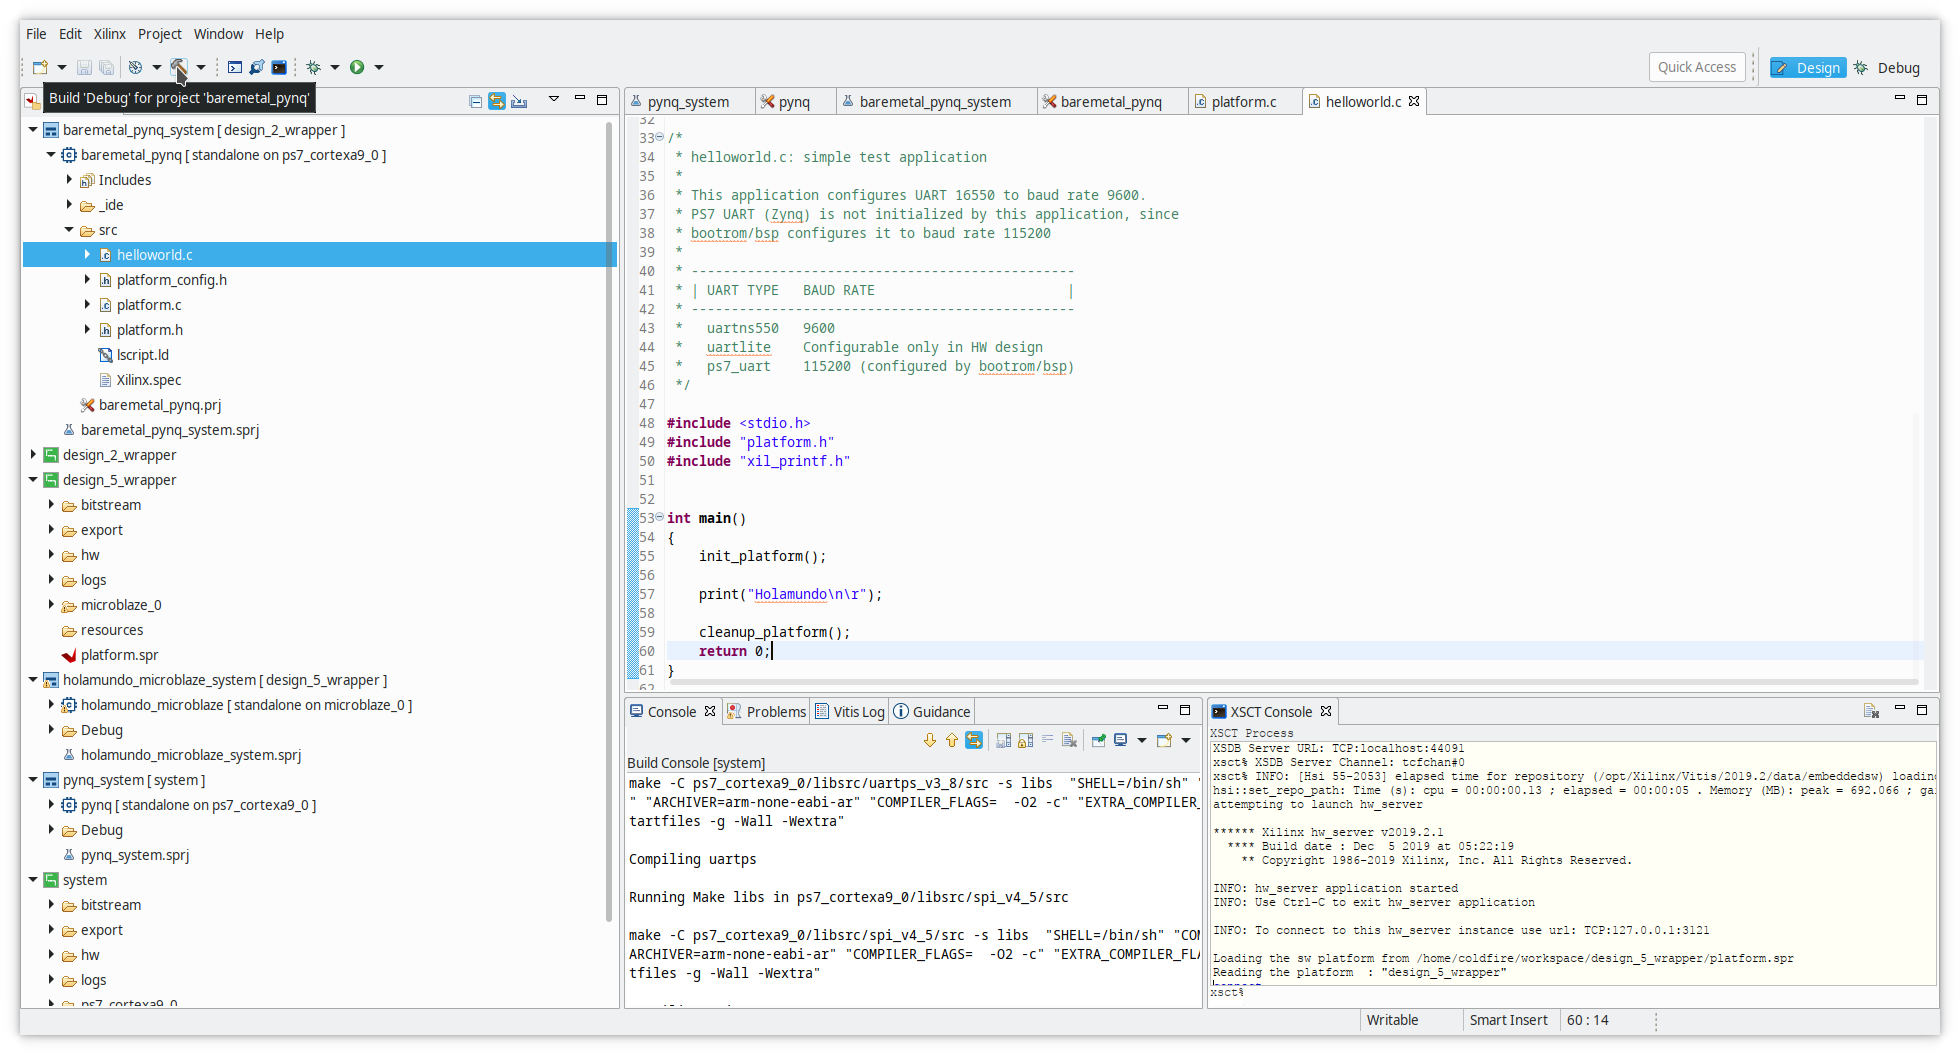 File Edit Xilinx Project Window Help
Quick Access
Design
Debug
Build 'Debug' for project 'baremetal_pynq'
baremetal_pynq_system [ design_2_wrapper ]
baremetal_pynq [ standalone on ps7_cortexa9_0 ]
Includes
_ide
src
helloworld.c
platform_config.h
platform.c
platform.h
lscript.ld
Xilinx.spec
baremetal_pynq.prj
baremetal_pynq_system.sprj
design_2_wrapper
design_5_wrapper
bitstream
export
hw
logs
microblaze_0
resources
platform.spr
holamundo_microblaze_system [ design_5_wrapper ]
holamundo_microblaze [ standalone on microblaze_0 ]
Debug
holamundo_microblaze_system.sprj
pynq_system [ system ]
pynq [ standalone on ps7_cortexa9_0 ]
Debug
pynq_system.sprj
system
bitstream
export
hw
logs
ps7_cortexa9_0
pynq_system pynq baremetal_pynq_system baremetal_pynq platform.c helloworld.c
32
33 /*
34  * helloworld.c: simple test application
35  *
36  * This application configures UART 16550 to baud rate 9600.
37  * PS7 UART (Zynq) is not initialized by this application, since
38  * bootrom/bsp configures it to baud rate 115200
39  *
40  * ------------------------------------------------
41  * | UART TYPE   BAUD RATE                        |
42  * ------------------------------------------------
43  *   uartns550   9600
44  *   uartlite    Configurable only in HW design
45  *   ps7_uart    115200 (configured by bootrom/bsp)
46  */
47
48 #include <stdio.h>
49 #include "platform.h"
50 #include "xil_printf.h"
51
52
53 int main()
54 {
55     init_platform();
56
57     print("Holamundo\n\r");
58
59     cleanup_platform();
60     return 0;
61 }
62
Console Problems Vitis Log Guidance
Build Console [system]
make -C ps7_cortexa9_0/libsrc/uartps_v3_8/src -s libs  "SHELL=/bin/sh" "
" "ARCHIVER=arm-none-eabi-ar" "COMPILER_FLAGS=  -O2 -c" "EXTRA_COMPILER_
tartfiles -g -Wall -Wextra"
Compiling uartps
Running Make libs in ps7_cortexa9_0/libsrc/spi_v4_5/src
make -C ps7_cortexa9_0/libsrc/spi_v4_5/src -s libs  "SHELL=/bin/sh" "CO
ARCHIVER=arm-none-eabi-ar" "COMPILER_FLAGS=  -O2 -c" "EXTRA_COMPILER_FL
tfiles -g -Wall -Wextra"
XSCT Console
XSCT Process
XSDB Server URL: TCP:localhost:44091
xsct% XSDB Server Channel: tcfchan#0
xsct% INFO: [Hsi 55-2053] elapsed time for repository (/opt/Xilinx/Vitis/2019.2/data/embeddedsw) loadin
hsi::set_repo_path: Time (s): cpu = 00:00:00.13 ; elapsed = 00:00:05 . Memory (MB): peak = 692.066 ; ga
attempting to launch hw_server
****** Xilinx hw_server v2019.2.1
**** Build date : Dec  5 2019 at 05:22:19
** Copyright 1986-2019 Xilinx, Inc. All Rights Reserved.
INFO: hw_server application started
INFO: Use Ctrl-C to exit hw_server application
INFO: To connect to this hw_server instance use url: TCP:127.0.0.1:3121
Loading the sw platform from /home/coldfire/workspace/design_5_wrapper/platform.spr
Reading the platform  : "design_5_wrapper"
xsct%
Writable
Smart Insert
60 : 14